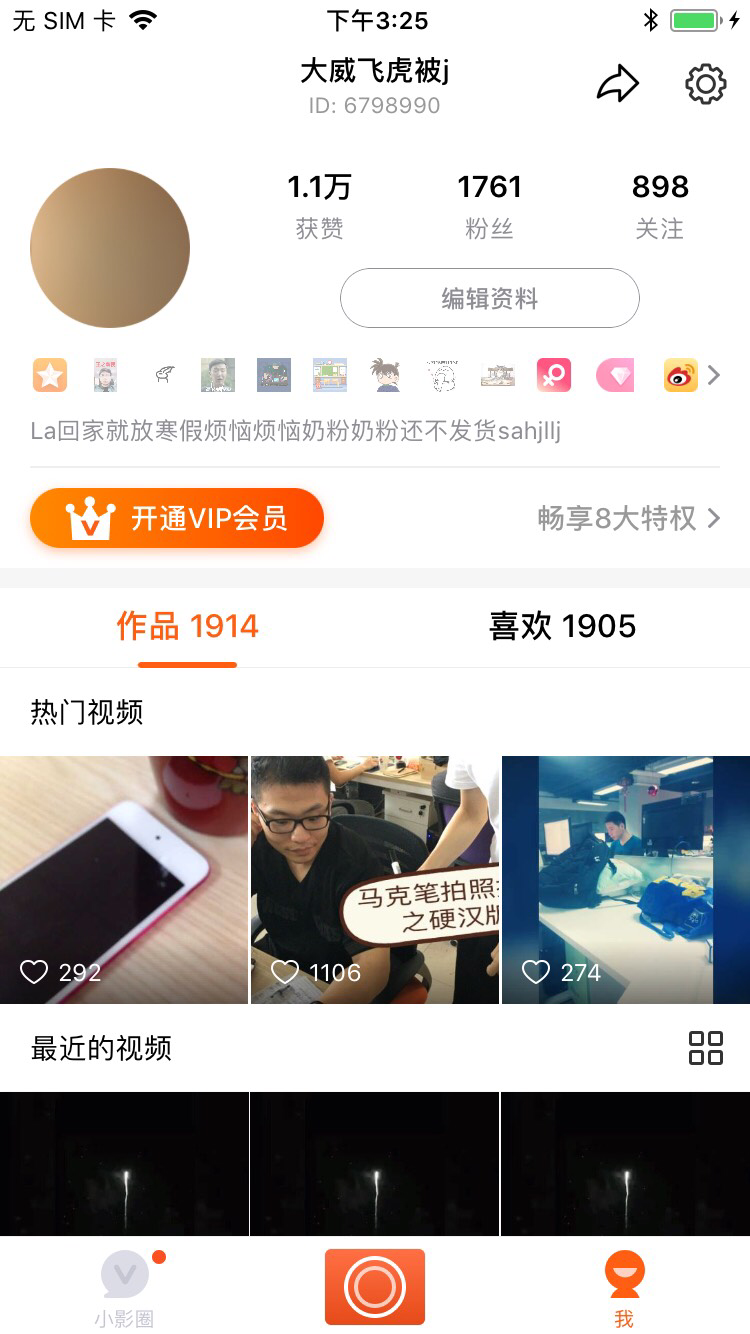 无 SIM 卡
下午3:25
大威飞虎被j
ID: 6798990
1.1万
1761
898
获赞
粉丝
关注
编辑资料
La回家就放寒假烦恼烦恼奶粉奶粉还不发货sahjllj
开通VIP会员
畅享8大特权
作品 1914
喜欢 1905
热门视频
马克笔拍照
之硬汉版
292
1106
274
最近的视频
小影圈
我